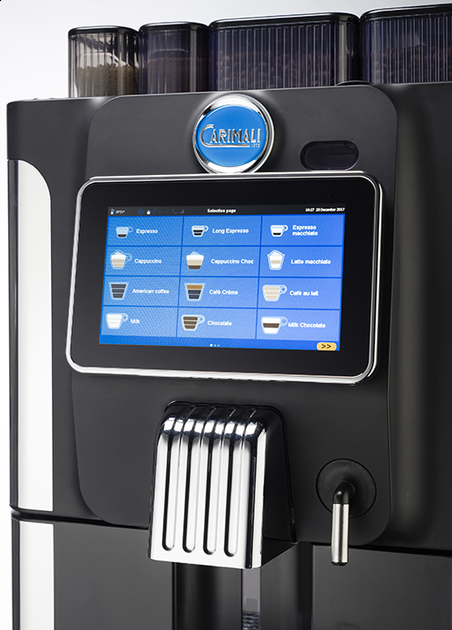 CARIMALI
Selection page
10:27 20 December 2017
Espresso
Long Espresso
Espresso
macchiato
Cappuccino
Cappuccino Choc
Latte macchiato
American coffee
Café Crème
Café au lait
Milk
Chocolate
Milk Chocolate
>>